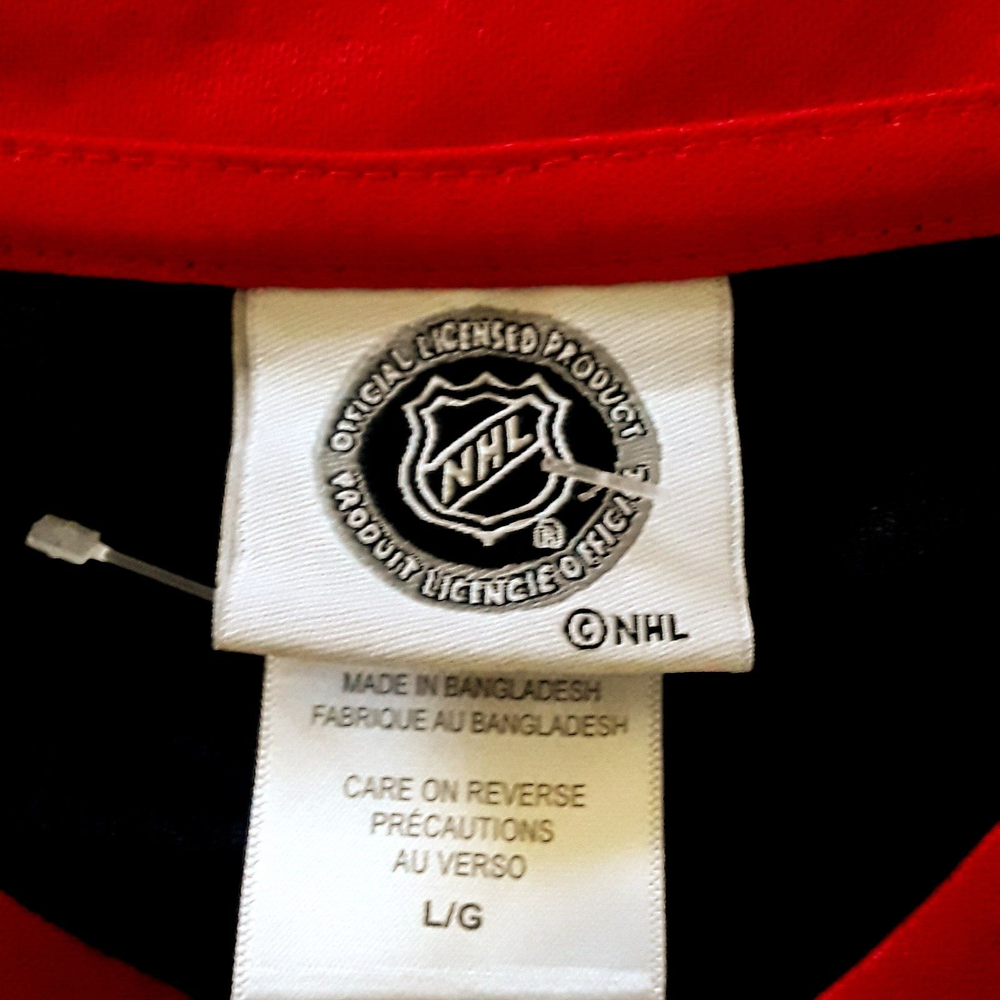 OFFICIAL LICENSED PRODUCT
NHL
®
PRODUIT LICENCIE OFFICIAL
© NHL
MADE IN BANGLADESH
FABRIQUE AU BANGLADESH
CARE ON REVERSE
PRÉCAUTIONS
AU VERSO
L/G